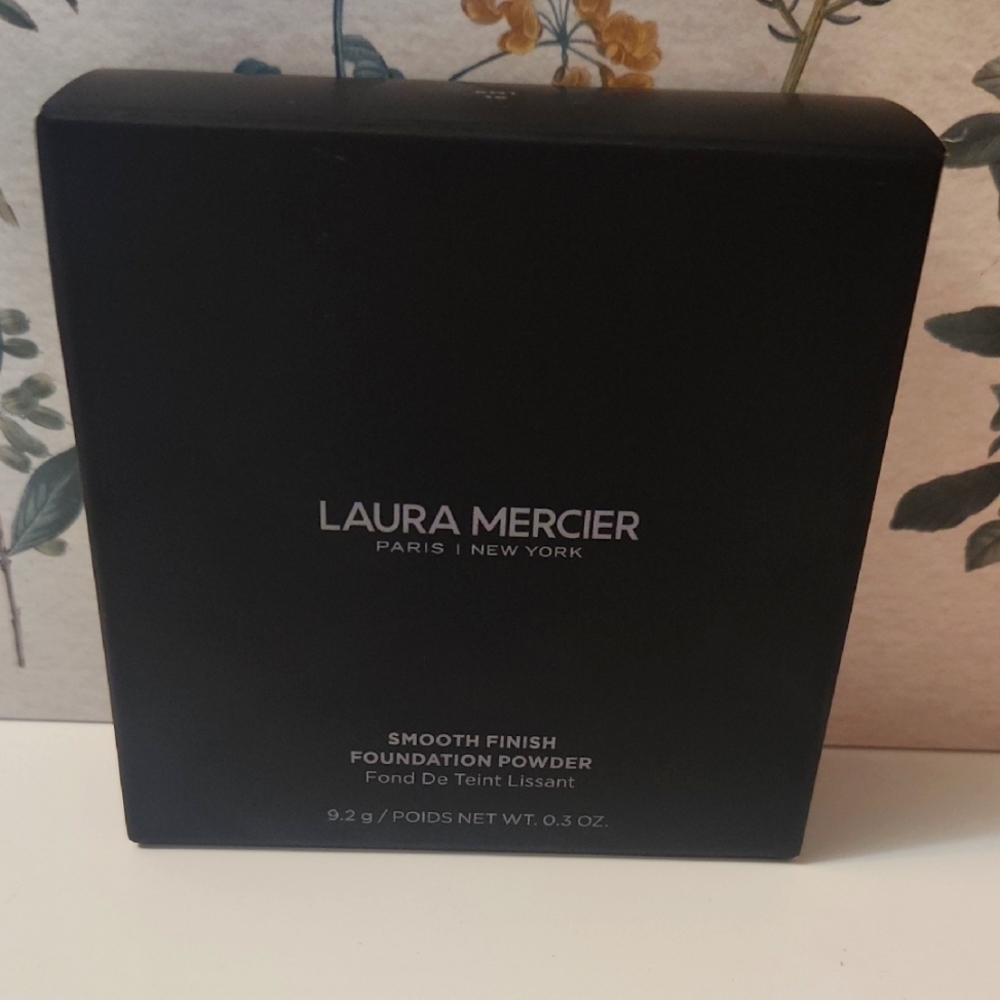 LAURA MERCIER
PARIS | NEW YORK
SMOOTH FINISH
FOUNDATION POWDER
Fond De Teint Lissant
9.2 g / POIDS NET WT. 0.3 OZ.